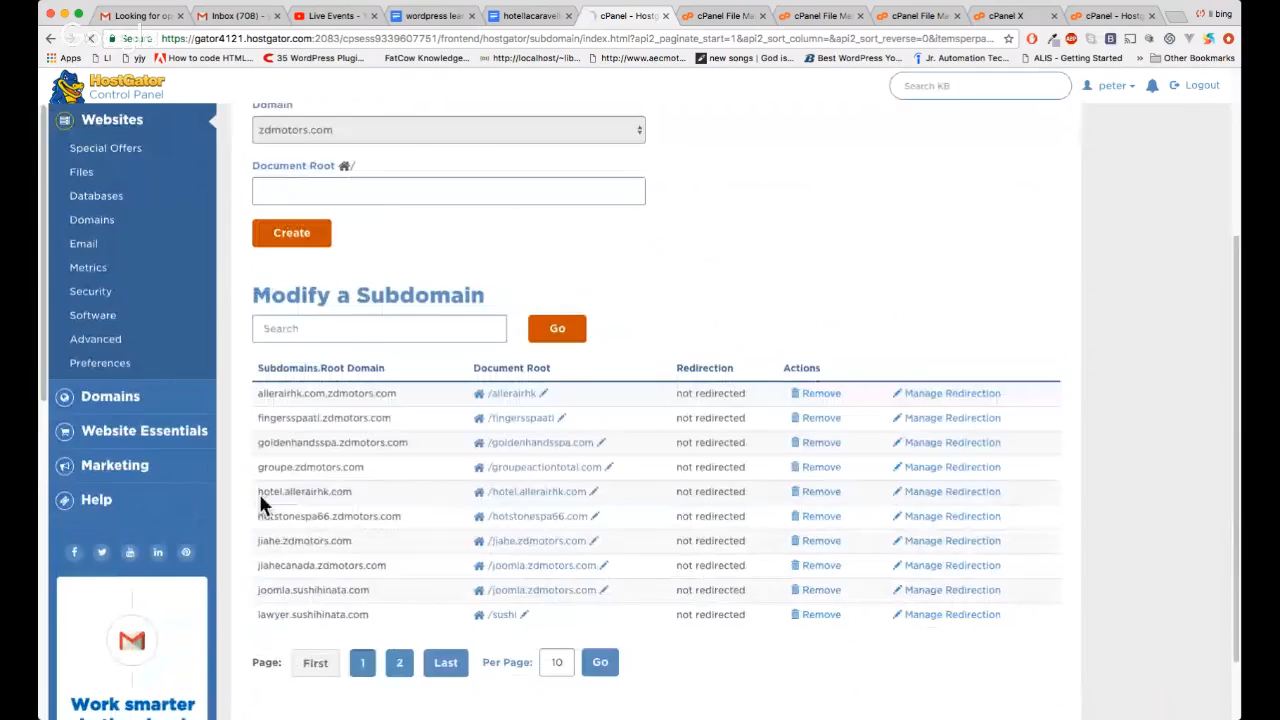 Looking for op
Inbox (708) -
Live Events -
wordpress lea
hotellacaravell
cPanel - Hostg
cPanel File Ma
cPanel File Ma
cPanel File Ma
cPanel X
cPanel - Hostg
li bing
Secure https://gator4121.hostgator.com:2083/cpsess9339607751/frontend/hostgator/subdomain/index.html?api2_paginate_start=1&api2_sort_column=&api2_sort_reverse=0&itemsperpa...
Apps LI yjy How to code HTML... 35 WordPress Plugi... FatCow Knowledge... http://localhost/~lib... http://www.aecmot... new songs | God is... Best WordPress Yo... Jr. Automation Tec... ALIS - Getting Started » Other Bookmarks
HostGator
Control Panel
Search KB
peter
Logout
Websites
Special Offers
Files
Databases
Domains
Email
Metrics
Security
Software
Advanced
Preferences
Domains
Website Essentials
Marketing
Help
Work smarter
Domain
zdmotors.com
Document Root /
Create
Modify a Subdomain
Search Go
Subdomains.Root Domain Document Root Redirection Actions
allerairhk.com.zdmotors.com /allerairhk not redirected Remove Manage Redirection
fingersspaatl.zdmotors.com /fingersspaatl not redirected Remove Manage Redirection
goldenhandsspa.zdmotors.com /goldenhandsspa.com not redirected Remove Manage Redirection
groupe.zdmotors.com /groupeactiontotal.com not redirected Remove Manage Redirection
hotel.allerairhk.com /hotel.allerairhk.com not redirected Remove Manage Redirection
hotstonespa66.zdmotors.com /hotstonespa66.com not redirected Remove Manage Redirection
jiahe.zdmotors.com /jiahe.zdmotors.com not redirected Remove Manage Redirection
jiahecanada.zdmotors.com /joomla.zdmotors.com not redirected Remove Manage Redirection
joomla.sushihinata.com /joomla.zdmotors.com not redirected Remove Manage Redirection
lawyer.sushihinata.com /sushi not redirected Remove Manage Redirection
Page: First 1 2 Last Per Page: 10 Go